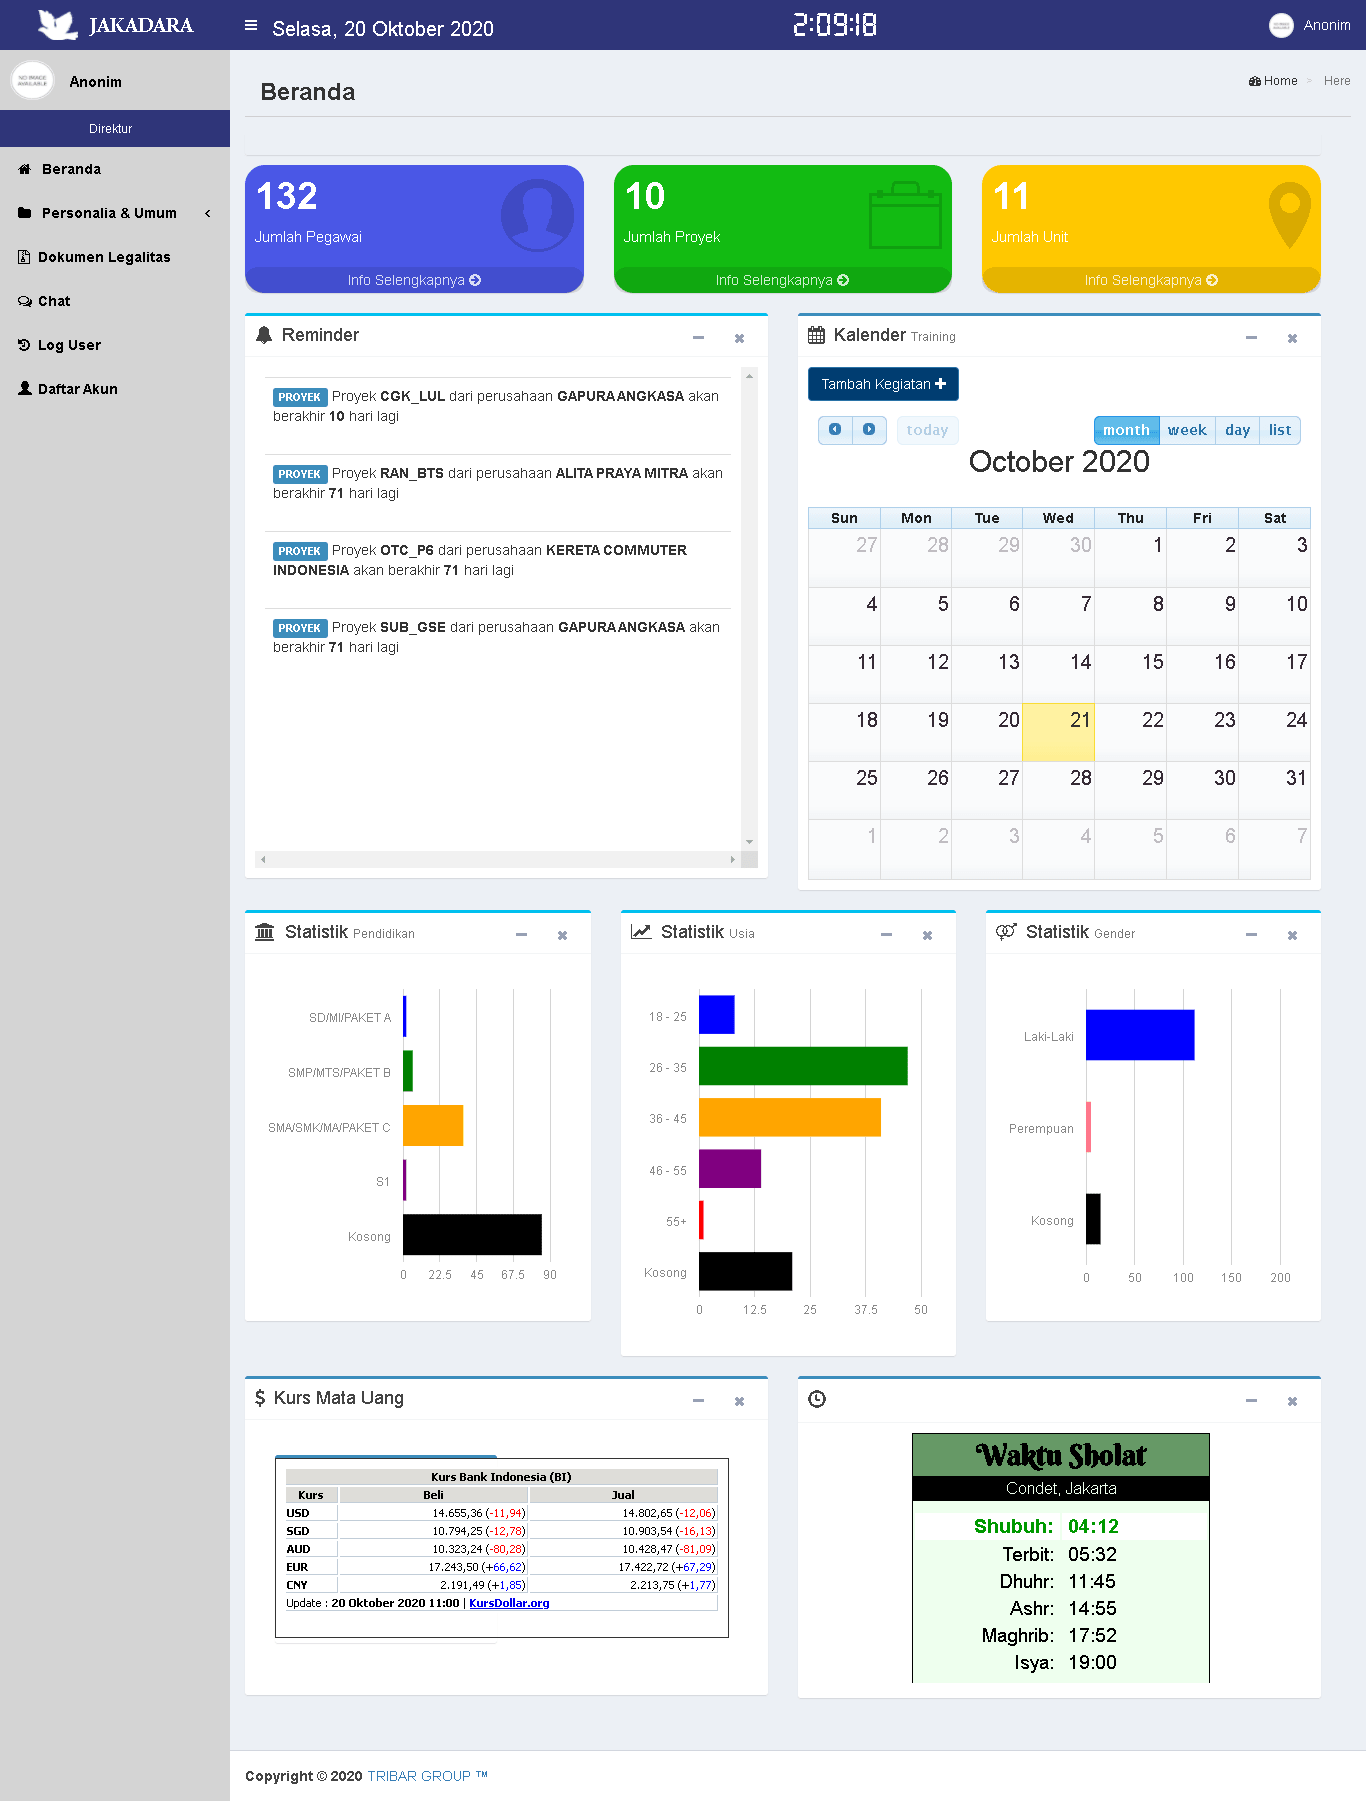 JAKADARA
Selasa, 20 Oktober 2020
2:09:18
Anonim
Anonim
Direktur
Beranda
Personalia & Umum
Dokumen Legalitas
Chat
Log User
Daftar Akun
Beranda
Home > Here
132
Jumlah Pegawai
Info Selengkapnya
10
Jumlah Proyek
Info Selengkapnya
11
Jumlah Unit
Info Selengkapnya
Reminder
PROYEK Proyek CGK_LUL dari perusahaan GAPURA ANGKASA akan
berakhir 10 hari lagi
PROYEK Proyek RAN_BTS dari perusahaan ALITA PRAYA MITRA akan
berakhir 71 hari lagi
PROYEK Proyek OTC_P6 dari perusahaan KERETA COMMUTER
INDONESIA akan berakhir 71 hari lagi
PROYEK Proyek SUB_GSE dari perusahaan GAPURA ANGKASA akan
berakhir 71 hari lagi
Kalender Training
Tambah Kegiatan
today
month week day list
October 2020
Sun Mon Tue Wed Thu Fri Sat
27 28 29 30 1 2 3
4 5 6 7 8 9 10
11 12 13 14 15 16 17
18 19 20 21 22 23 24
25 26 27 28 29 30 31
1 2 3 4 5 6 7
Statistik Pendidikan
SD/MI/PAKET A
SMP/MTS/PAKET B
SMA/SMK/MA/PAKET C
S1
Kosong
0 22.5 45 67.5 90
Statistik Usia
18 - 25
26 - 35
36 - 45
46 - 55
55+
Kosong
0 12.5 25 37.5 50
Statistik Gender
Laki-Laki
Perempuan
Kosong
0 50 100 150 200
$ Kurs Mata Uang
Kurs Bank Indonesia (BI)
Kurs Beli Jual
USD 14.655,36 (-11,94) 14.802,65 (-12,06)
SGD 10.794,25 (-12,78) 10.903,54 (-16,13)
AUD 10.323,24 (-80,28) 10.428,47 (-81,09)
EUR 17.243,50 (+66,62) 17.422,72 (+67,29)
CNY 2.191,49 (+1,85) 2.213,75 (+1,77)
Update : 20 Oktober 2020 11:00 | KursDollar.org
Waktu Sholat
Condet, Jakarta
Shubuh: 04:12
Terbit: 05:32
Dhuhr: 11:45
Ashr: 14:55
Maghrib: 17:52
Isya: 19:00
Copyright © 2020 TRIBAR GROUP ™